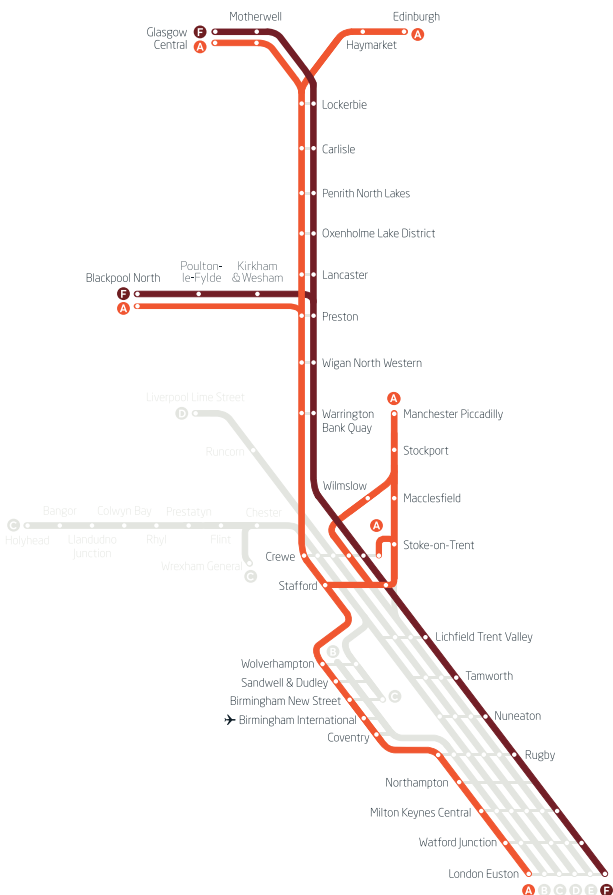 Motherwell
Edinburgh
Glasgow
Central
F
A
Haymarket
A
Lockerbie
Carlisle
Penrith North Lakes
Oxenholme Lake District
Poulton-
le-Fylde
Kirkham
& Wesham
Blackpool North
Lancaster
F
A
Preston
Wigan North Western
Liverpool Lime Street
D
A
Warrington
Bank Quay
Manchester Piccadilly
Runcorn
Stockport
Wilmslow
Macclesfield
Bangor
Colwyn Bay
Prestatyn
Chester
A
C
Holyhead
Llandudno
Junction
Rhyl
Flint
Stoke-on-Trent
Crewe
Wrexham General
C
Stafford
Lichfield Trent Valley
B
Wolverhampton
Tamworth
Sandwell & Dudley
C
Birmingham New Street
Nuneaton
Birmingham International
Coventry
Rugby
Northampton
Milton Keynes Central
Watford Junction
London Euston
A B C D E F